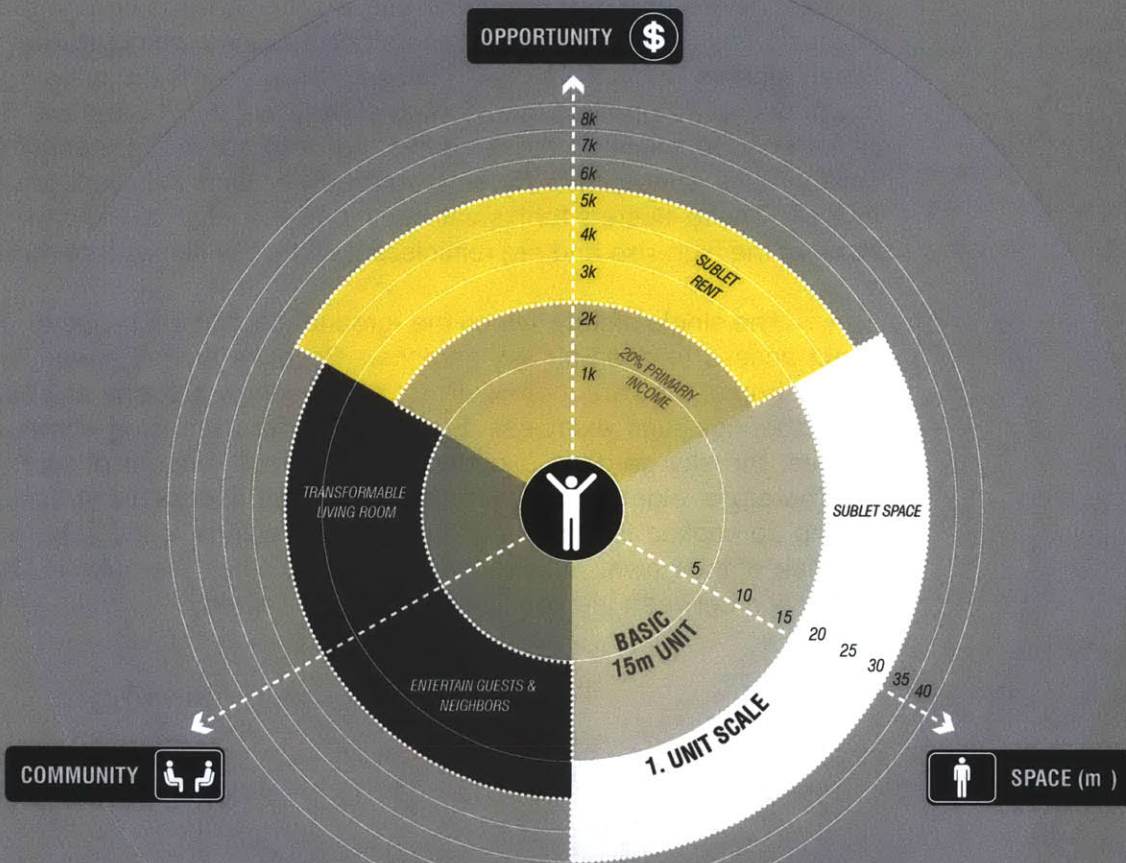 OPPORTUNITY $
8k
7k
6k
5k
4k
3k
2k
1k
SUBLET
RENT
20% PRIMARY
INCOME
TRANSFORMABLE
LIVING ROOM
SUBLET SPACE
5
10
15
20
25
30
35
40
BASIC
15m UNIT
ENTERTAIN GUESTS &
NEIGHBORS
1. UNIT SCALE
COMMUNITY
SPACE (m )